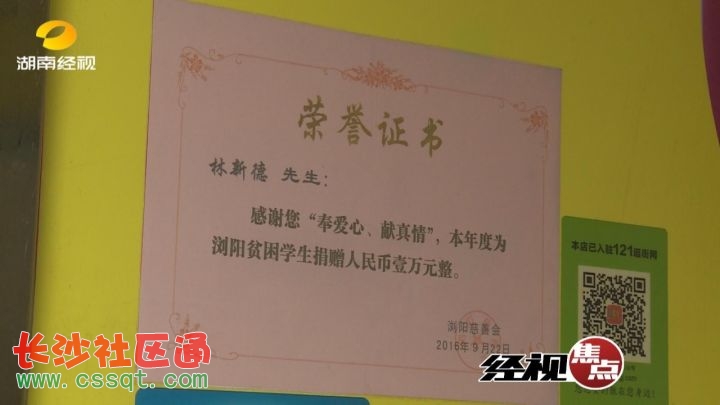 湖南经视
荣誉证书
林新德 先生:
感谢您“奉爱心、献真情”，本年度为
浏阳贫困学生捐赠人民币壹万元整。
浏阳慈善会
2016年9月22日
本店已入驻121逛街网
长沙社区通
www.cssqt.com
经视焦点